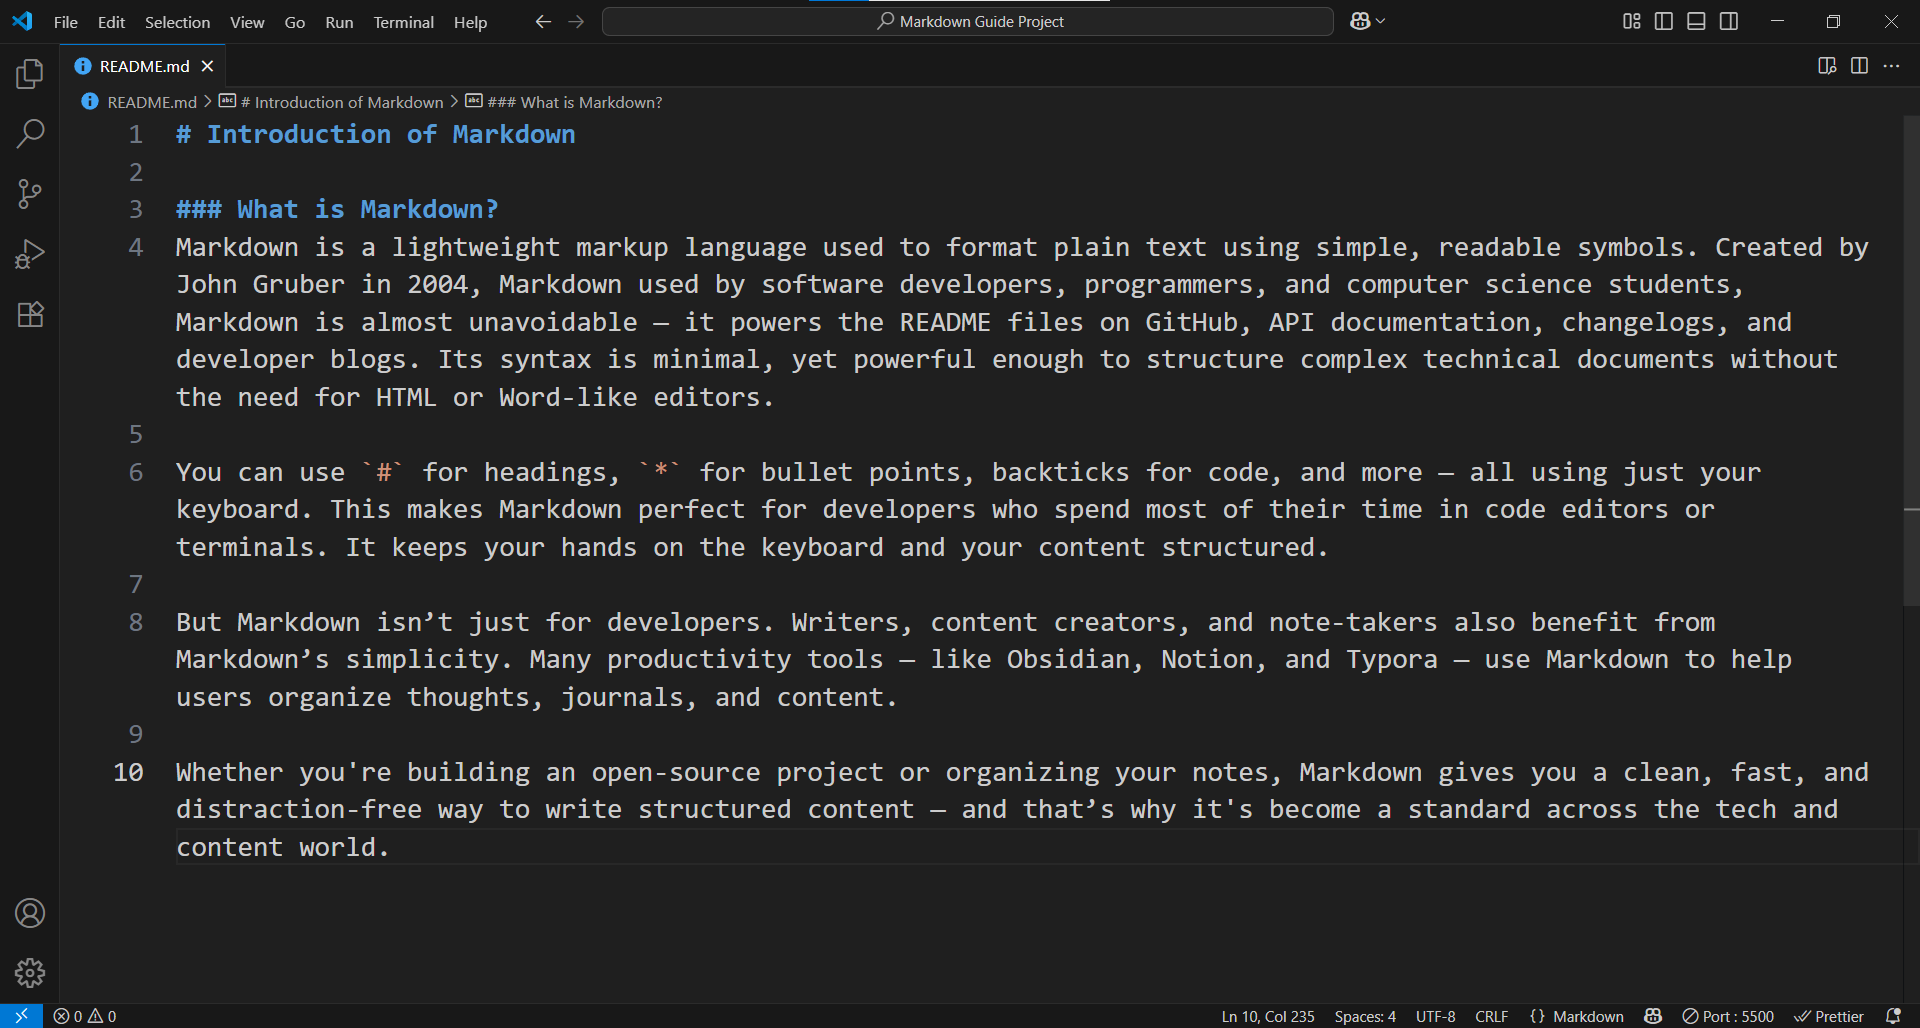 File Edit Selection View Go Run Terminal Help Markdown Guide Project
README.md
README.md > # Introduction of Markdown > ### What is Markdown?
1 # Introduction of Markdown
2
3 ### What is Markdown?
4 Markdown is a lightweight markup language used to format plain text using simple, readable symbols. Created by
John Gruber in 2004, Markdown used by software developers, programmers, and computer science students,
Markdown is almost unavoidable — it powers the README files on GitHub, API documentation, changelogs, and
developer blogs. Its syntax is minimal, yet powerful enough to structure complex technical documents without
the need for HTML or Word-like editors.
5
6 You can use `#` for headings, `*` for bullet points, backticks for code, and more — all using just your
keyboard. This makes Markdown perfect for developers who spend most of their time in code editors or
terminals. It keeps your hands on the keyboard and your content structured.
7
8 But Markdown isn’t just for developers. Writers, content creators, and note-takers also benefit from
Markdown’s simplicity. Many productivity tools — like Obsidian, Notion, and Typora — use Markdown to help
users organize thoughts, journals, and content.
9
10 Whether you're building an open-source project or organizing your notes, Markdown gives you a clean, fast, and
distraction-free way to write structured content — and that’s why it's become a standard across the tech and
content world.
0 0 Ln 10, Col 235 Spaces: 4 UTF-8 CRLF {} Markdown Port : 5500 Prettier